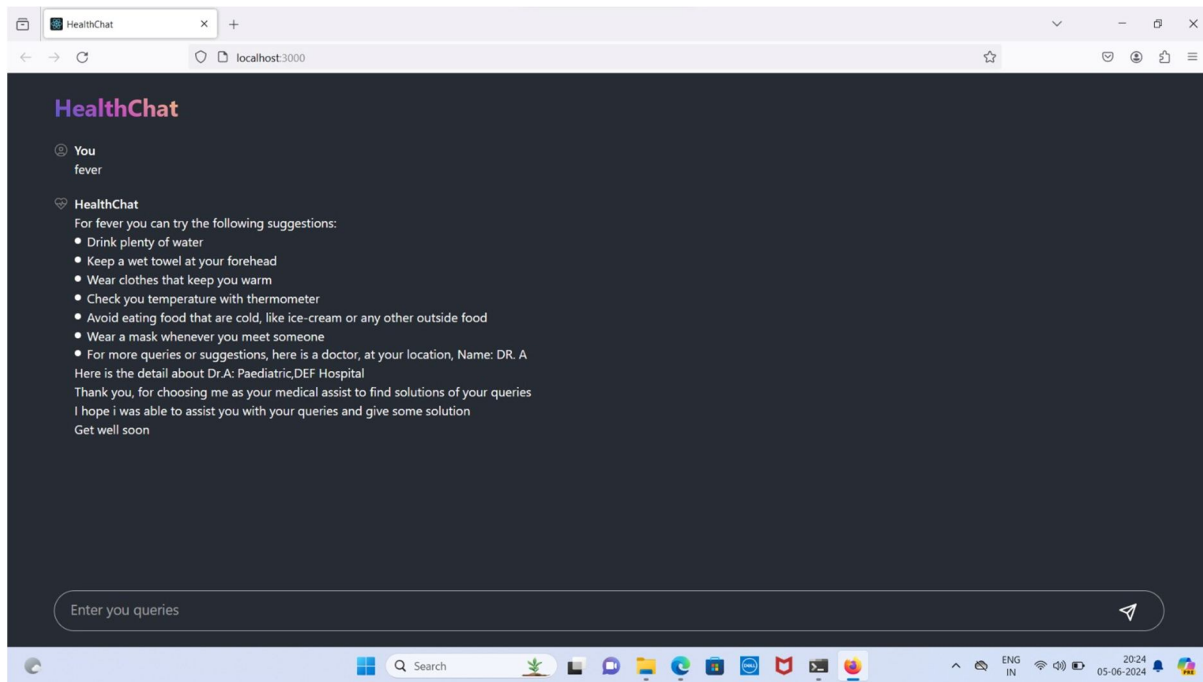 HealthChat
localhost:3000
HealthChat
You
fever
HealthChat
For fever you can try the following suggestions:
• Drink plenty of water
• Keep a wet towel at your forehead
• Wear clothes that keep you warm
• Check you temperature with thermometer
• Avoid eating food that are cold, like ice-cream or any other outside food
• Wear a mask whenever you meet someone
• For more queries or suggestions, here is a doctor, at your location, Name: DR. A
Here is the detail about Dr.A: Paediatric,DEF Hospital
Thank you, for choosing me as your medical assist to find solutions of your queries
I hope i was able to assist you with your queries and give some solution
Get well soon
Enter you queries
Search
DELL
ENG
IN
20:24
05-06-2024
PRE